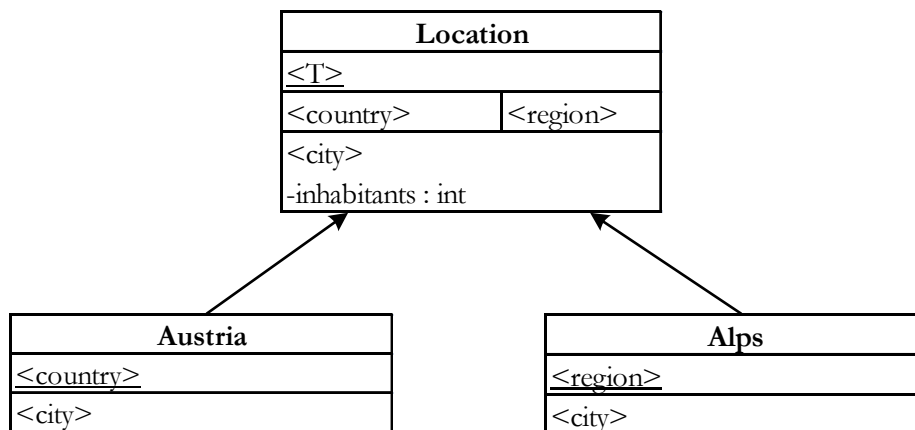 Location
<T>
<country> <region>
<city>
-inhabitants : int
Austria
<country>
<city>
Alps
<region>
<city>